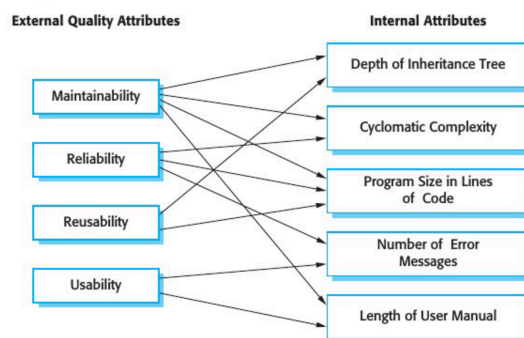 External Quality Attributes
Internal Attributes
Maintainability
Reliability
Reusability
Usability
Depth of Inheritance Tree
Cyclomatic Complexity
Program Size in Lines
of Code
Number of Error
Messages
Length of User Manual